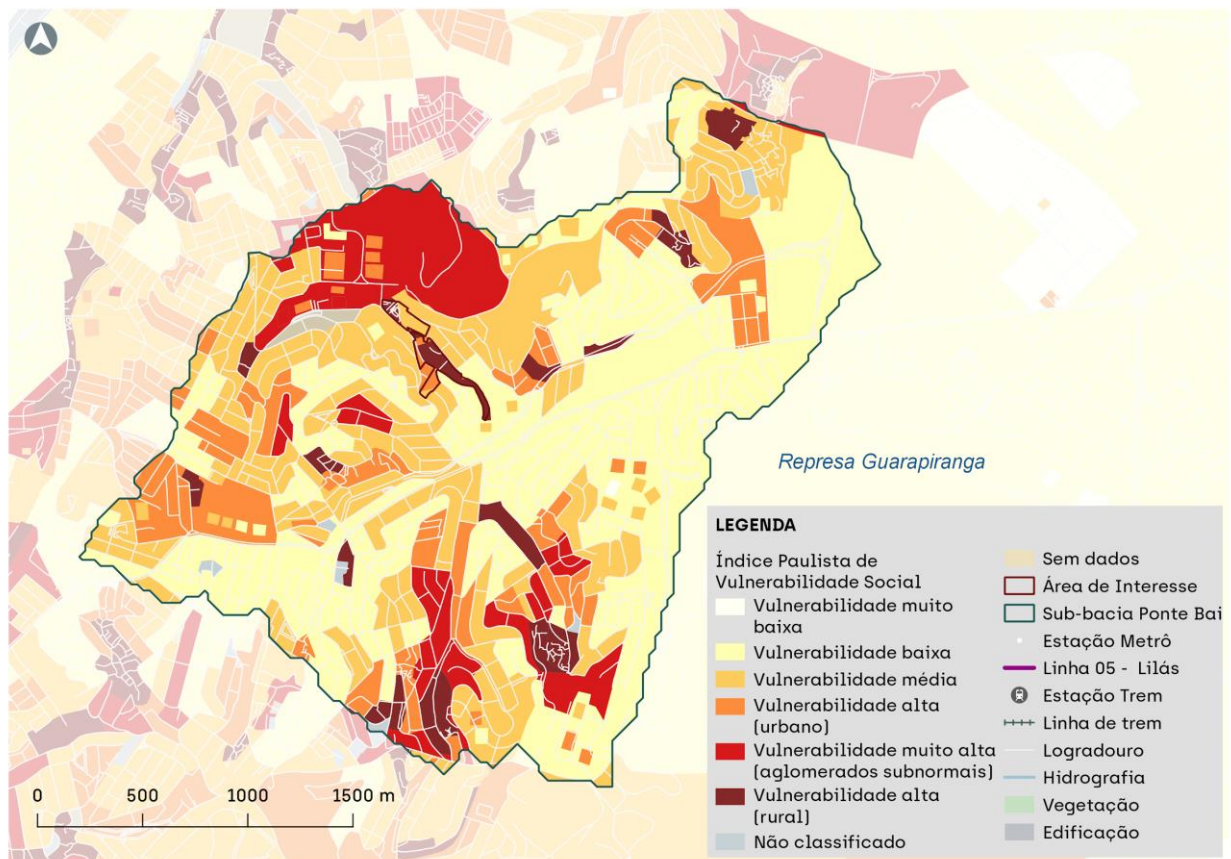 Represa Guarapiranga
LEGENDA
Índice Paulista de
Vulnerabilidade Social
Vulnerabilidade muito
baixa
Vulnerabilidade baixa
Vulnerabilidade média
Vulnerabilidade alta
(urbano)
Vulnerabilidade muito alta
(aglomerados subnormais)
Vulnerabilidade alta
(rural)
Não classificado
Sem dados
Área de Interesse
Sub-bacia Ponte Bai
Estação Metrô
Linha 05 - Lilás
Estação Trem
Linha de trem
Logradouro
Hidrografia
Vegetação
Edificação
0 500 1000 1500 m